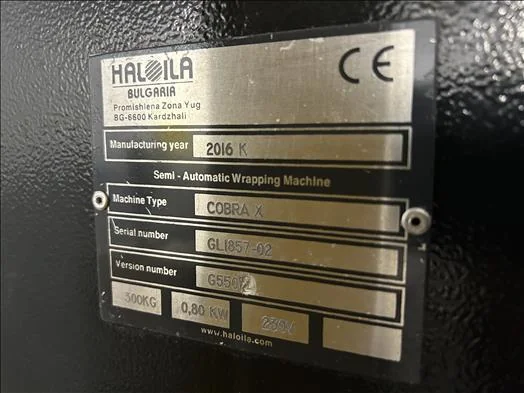 HALOILA
CE
BULGARIA
Promishlena Zona Yug
BG-6600 Kardzhali
Manufacturing year 2016 K
Semi - Automatic Wrapping Machine
Machine Type COBRA X
Serial number GL1857-02
Version number
300KG 0,80 KW 230V
www.haloila.com